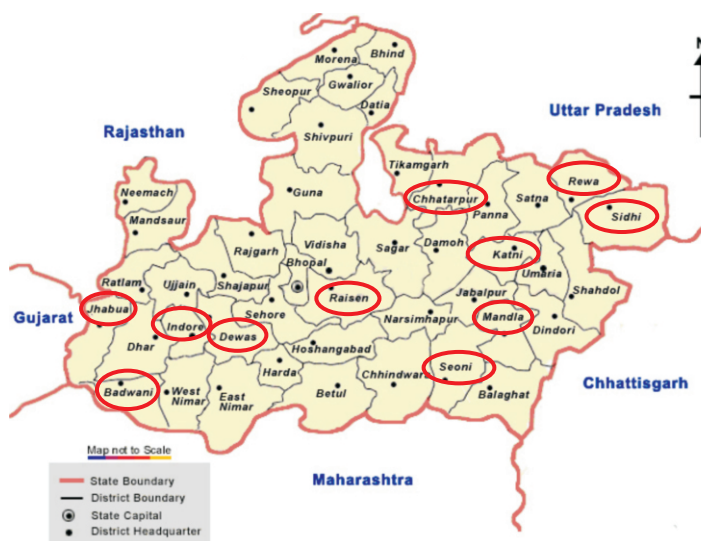 N
Bhind
Morena
Gwalior
Sheopur
Datia
Uttar Pradesh
Rajasthan
Shivpuri
Tikamgarh
Rewa
Neemach
Guna
Chhatarpur
Satna
Panna
Sidhi
Mandsaur
Rajgarh
Vidisha
Sagar
Damoh
Katni
Bhopal
Umaria
Ratlam
Ujjain
Shajapur
Raisen
Jabalpur
Shahdol
Jhabua
Sehore
Gujarat
Indore
Dewas
Narsimhapur
Mandla
Dindori
Dhar
Hoshangabad
Harda
Chhindwara
Seoni
Chhattisgarh
Badwani
West
Nimar
East
Nimar
Betul
Balaghat
Map not to Scale
Maharashtra
State Boundary
District Boundary
State Capital
District Headquarter